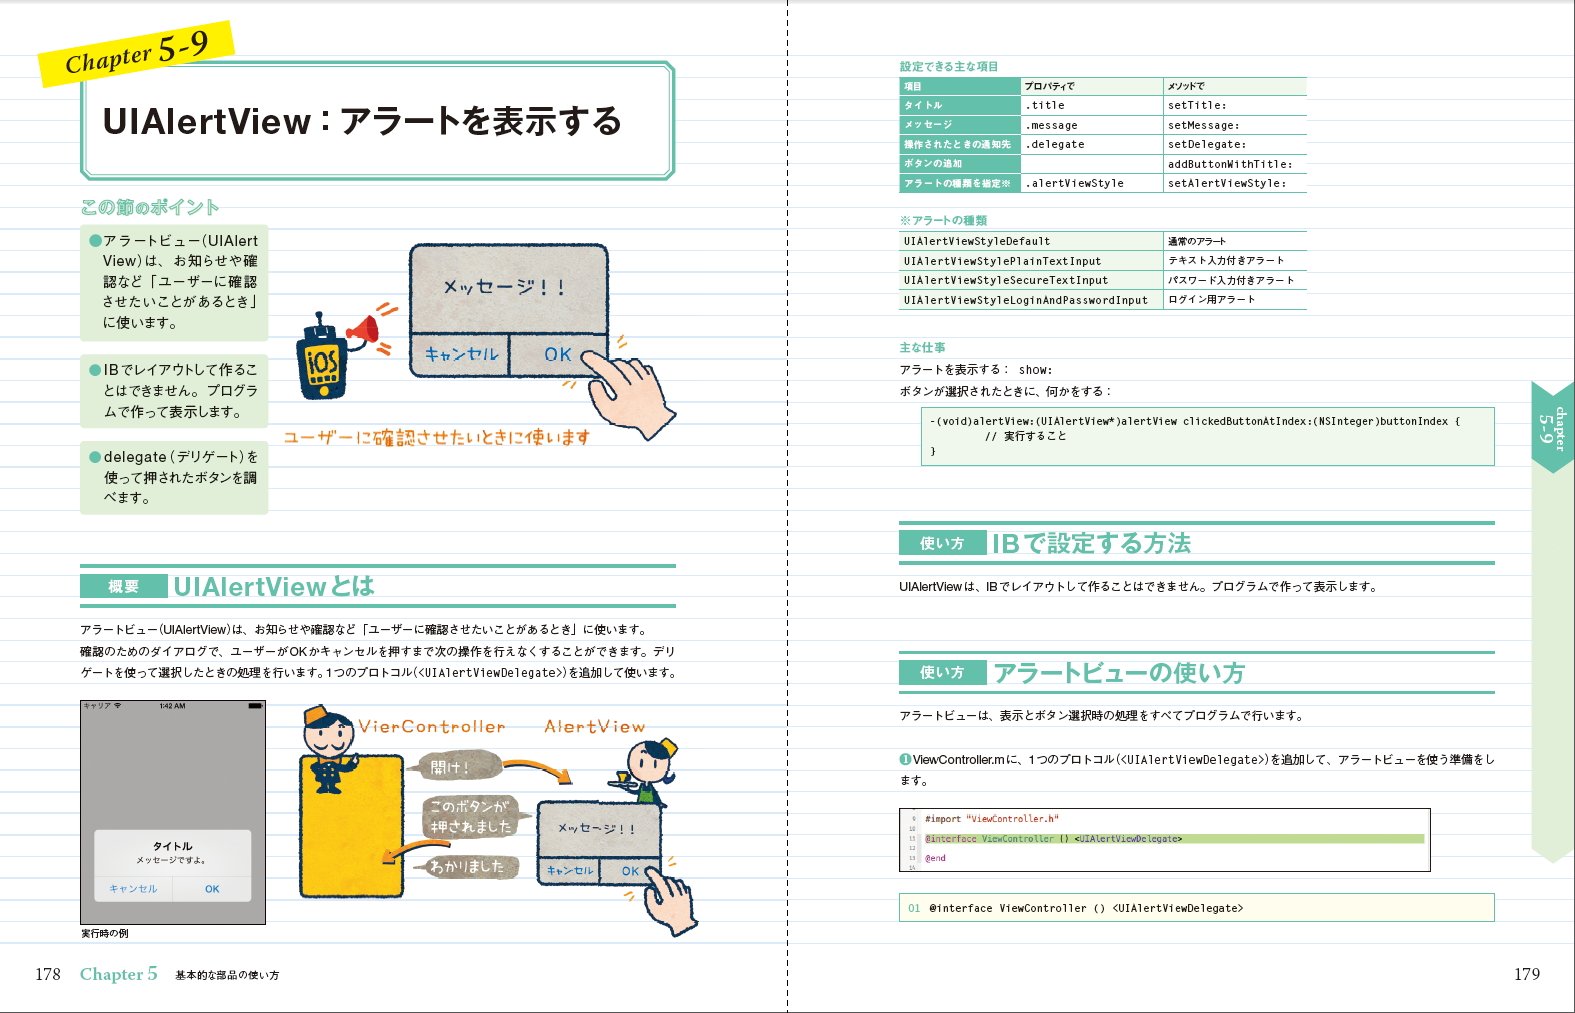 Chapter 5-9
UIAlertView：アラートを表示する
この節のポイント
●アラートビュー（UIAlert
View）は、お知らせや確
認など「ユーザーに確認
させたいことがあるとき」
に使います。
●IBでレイアウトして作るこ
とはできません。プログラ
ムで作って表示します。
●delegate（デリゲート）を
使って押されたボタンを調
べます。
メッセージ！！
キャンセル OK
iOS
ユーザーに確認させたいときに使います
概要 UIAlertViewとは
アラートビュー（UIAlertView）は、お知らせや確認など「ユーザーに確認させたいことがあるとき」に使います。
確認のためのダイアログで、ユーザーがOKかキャンセルを押すまで次の操作を行えなくすることができます。デリ
ゲートを使って選択したときの処理を行います。1つのプロトコル（<UIAlertViewDelegate>）を追加して使います。
キャリア 1:42 AM
タイトル
メッセージですよ。
キャンセル OK
実行時の例
VierController AlertView
開け！
このボタンが
押されました
わかりました
メッセージ！！
キャンセル OK
178 Chapter 5 基本的な部品の使い方
設定できる主な項目
項目 プロパティで メソッドで
タイトル .title setTitle:
メッセージ .message setMessage:
操作されたときの通知先 .delegate setDelegate:
ボタンの追加 addButtonWithTitle:
アラートの種類を指定※ .alertViewStyle setAlertViewStyle:
※アラートの種類
UIAlertViewStyleDefault 通常のアラート
UIAlertViewStylePlainTextInput テキスト入力付きアラート
UIAlertViewStyleSecureTextInput パスワード入力付きアラート
UIAlertViewStyleLoginAndPasswordInput ログイン用アラート
主な仕事
アラートを表示する： show:
ボタンが選択されたときに、何かをする：
-(void)alertView:(UIAlertView*)alertView clickedButtonAtIndex:(NSInteger)buttonIndex {
// 実行すること
}
chapter
5-9
使い方 IBで設定する方法
UIAlertViewは、IBでレイアウトして作ることはできません。プログラムで作って表示します。
使い方 アラートビューの使い方
アラートビューは、表示とボタン選択時の処理をすべてプログラムで行います。
❶ViewController.mに、1つのプロトコル（<UIAlertViewDelegate>）を追加して、アラートビューを使う準備をし
ます。
9 #import "ViewController.h"
10
11 @interface ViewController () <UIAlertViewDelegate>
12
13 @end
14
01 @interface ViewController () <UIAlertViewDelegate>
179